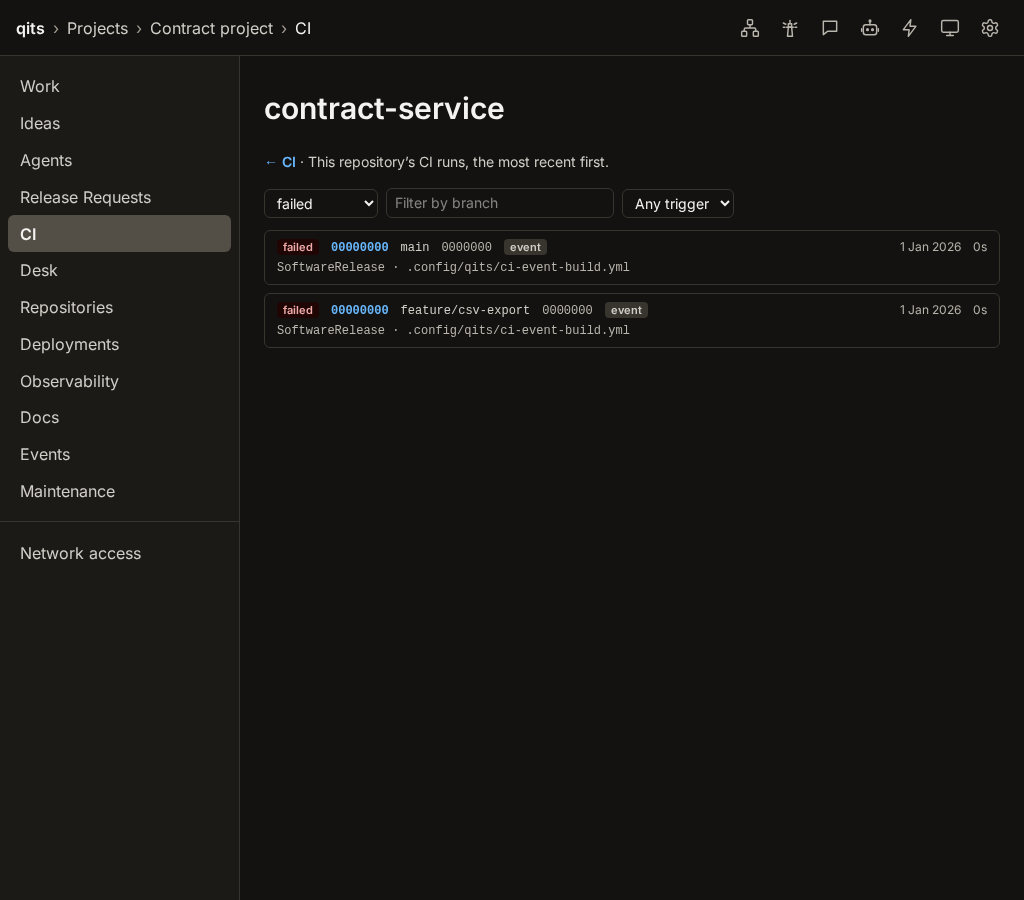 qits › Projects › Contract project › CI
Work
Ideas
Agents
Release Requests
CI
Desk
Repositories
Deployments
Observability
Docs
Events
Maintenance
Network access
contract-service
← CI · This repository’s CI runs, the most recent first.
failed Filter by branch Any trigger
failed 00000000 main 0000000 event 1 Jan 2026 0s
SoftwareRelease · .config/qits/ci-event-build.yml
failed 00000000 feature/csv-export 0000000 event 1 Jan 2026 0s
SoftwareRelease · .config/qits/ci-event-build.yml